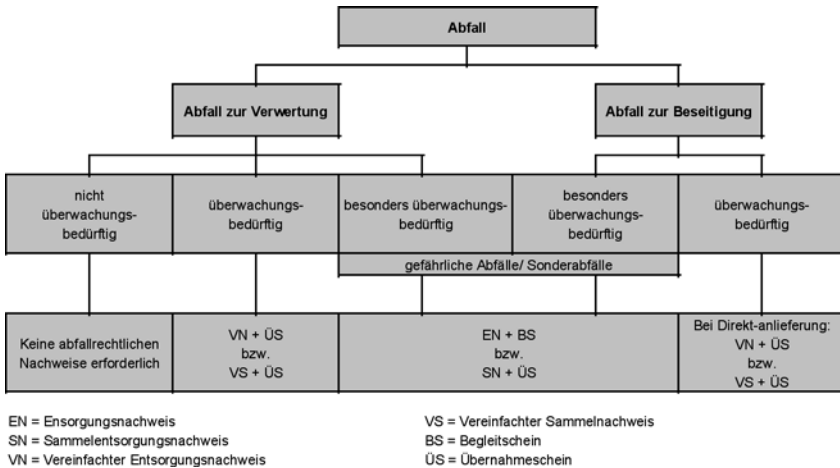 Abfall
Abfall zur Verwertung
Abfall zur Beseitigung
nicht
überwachungs-
bedürftig
überwachungs-
bedürftig
besonders überwachungs-
bedürftig
besonders
überwachungs-
bedürftig
überwachungs-
bedürftig
gefährliche Abfälle/ Sonderabfälle
Keine abfallrechtlichen
Nachweise erforderlich
VN + ÜS
bzw.
VS + ÜS
EN + BS
bzw.
SN + ÜS
Bei Direkt-anlieferung:
VN + ÜS
bzw.
VS + ÜS
EN = Ensorgungsnachweis
SN = Sammelentsorgungsnachweis
VN = Vereinfachter Entsorgungsnachweis
VS = Vereinfachter Sammelnachweis
BS = Begleitschein
ÜS = Übernahmeschein